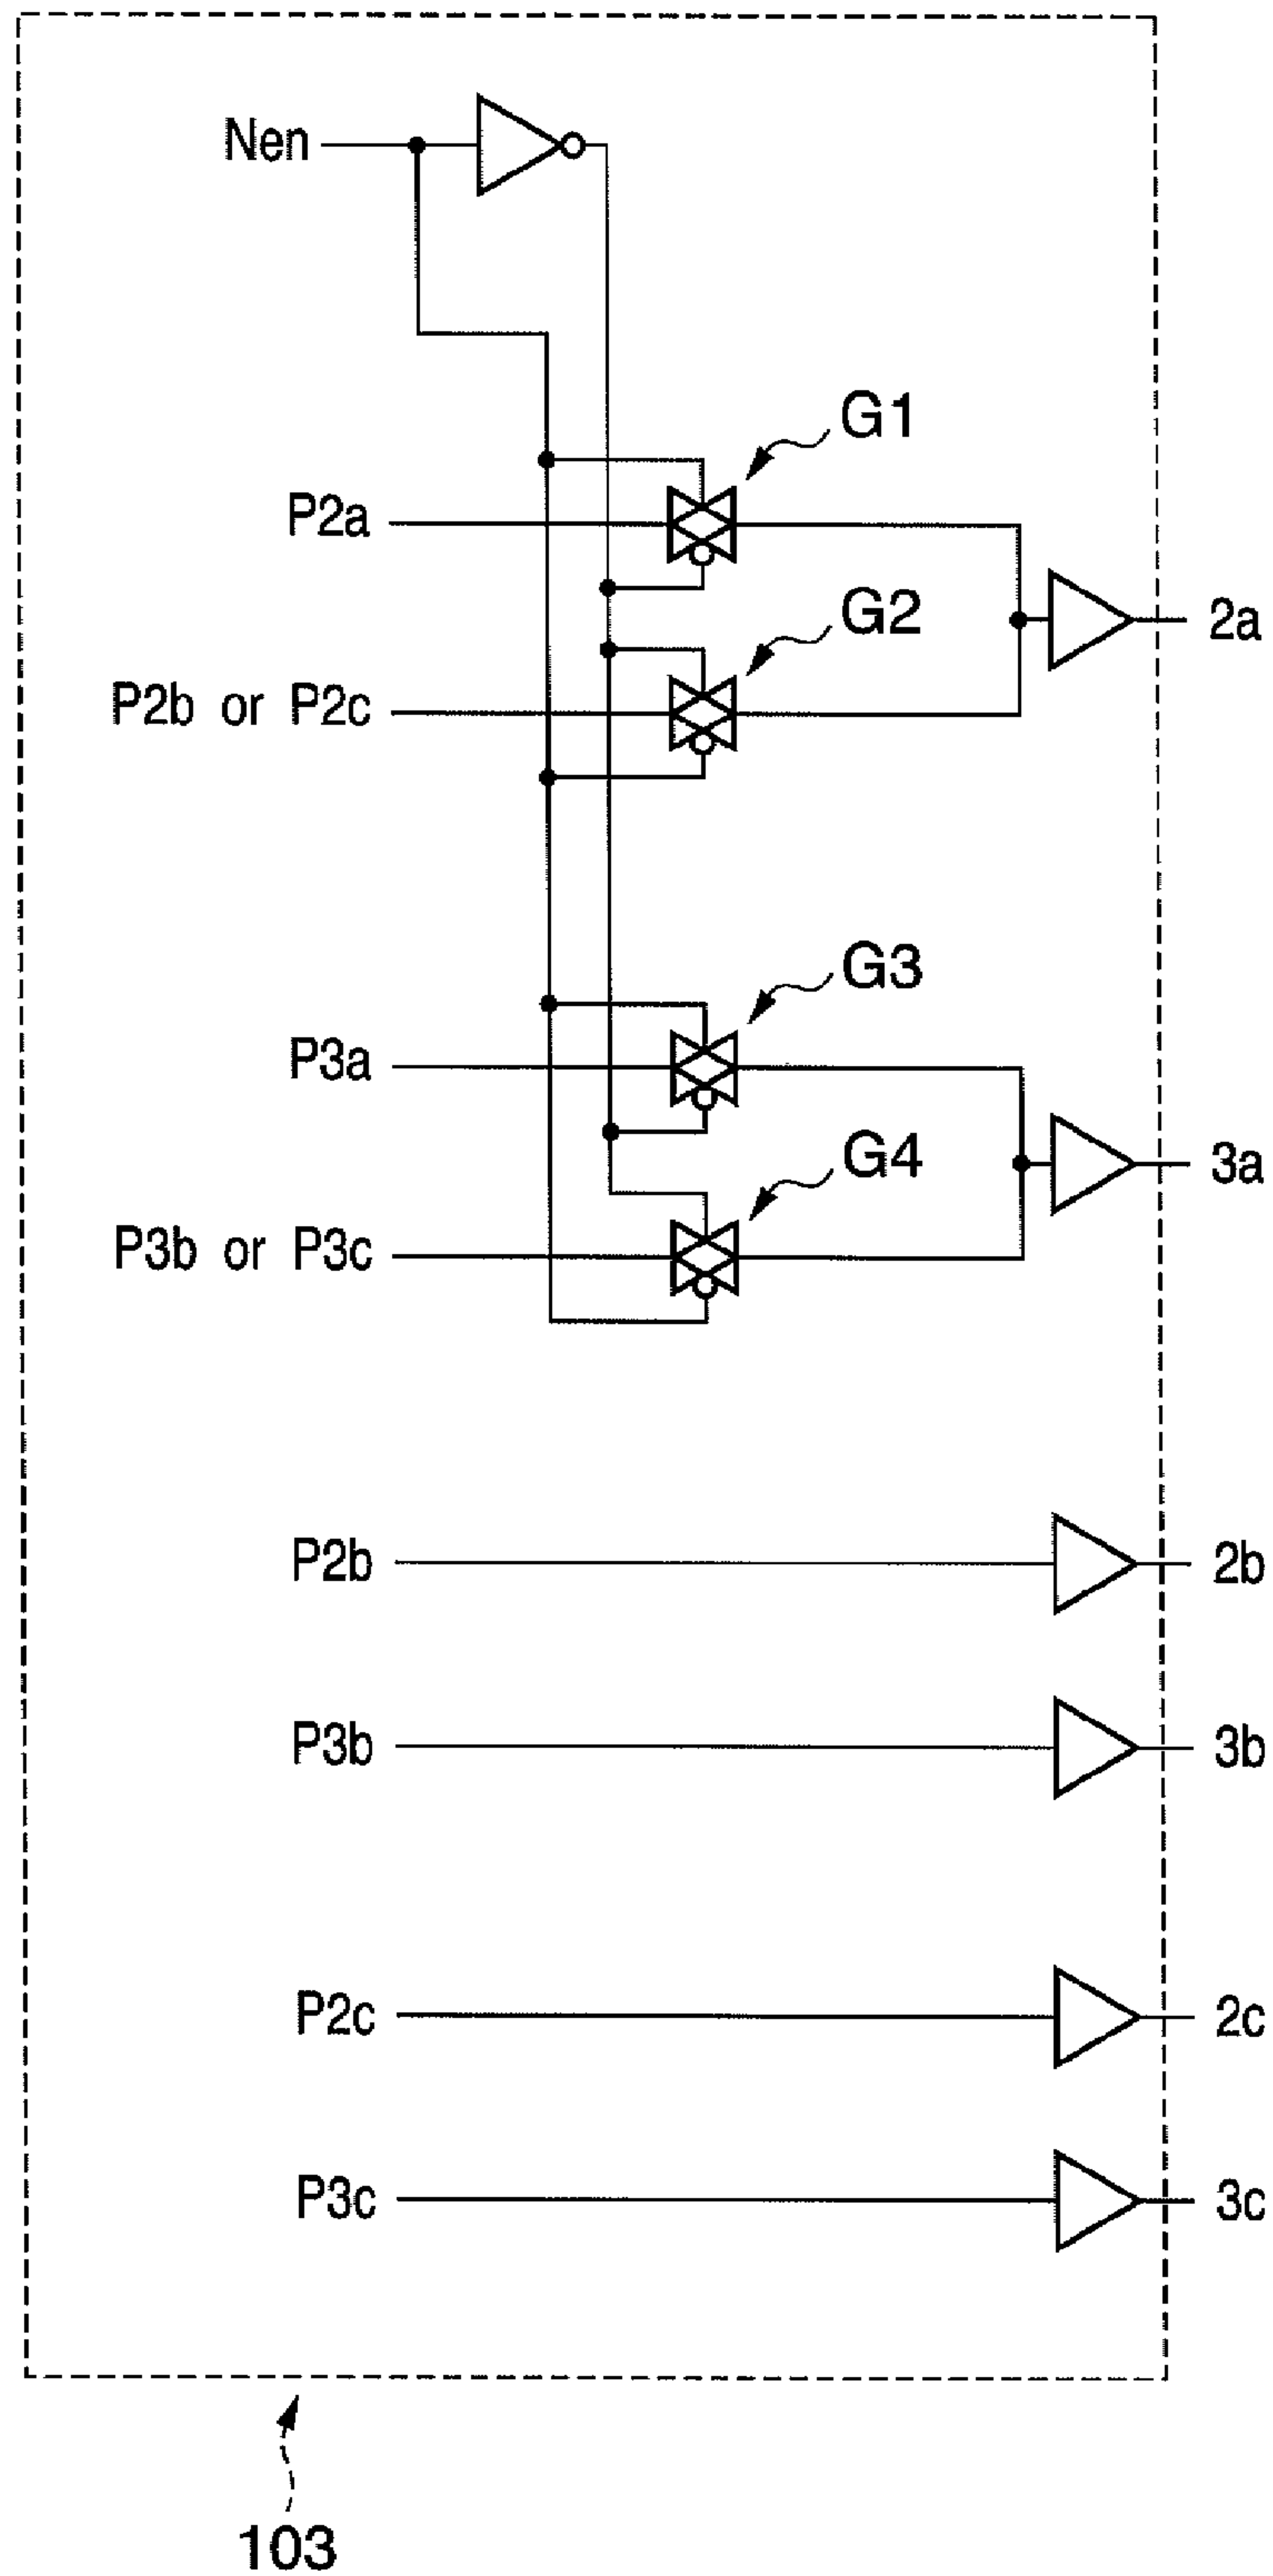 Nen
G1
P2a
G2
2a
P2b or P2c
G3
P3a
G4
3a
P3b or P3c
P2b
2b
P3b
3b
P2c
2c
P3c
3c
103